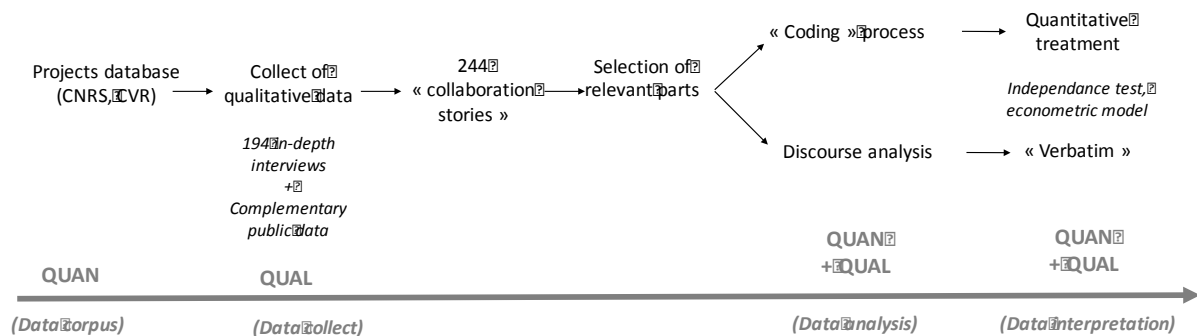 Projects database
(CNRS, CVR)
Collect of
qualitative data
194 in-depth
interviews
+
Complementary
public data
244
« collaboration
stories »
Selection of
relevant parts
« Coding » process
Quantitative
treatment
Independance test,
econometric model
Discourse analysis
« Verbatim »
QUAN
QUAL
QUAN
+ QUAL
QUAN
+ QUAL
(Data corpus)
(Data collect)
(Data analysis)
(Data interpretation)